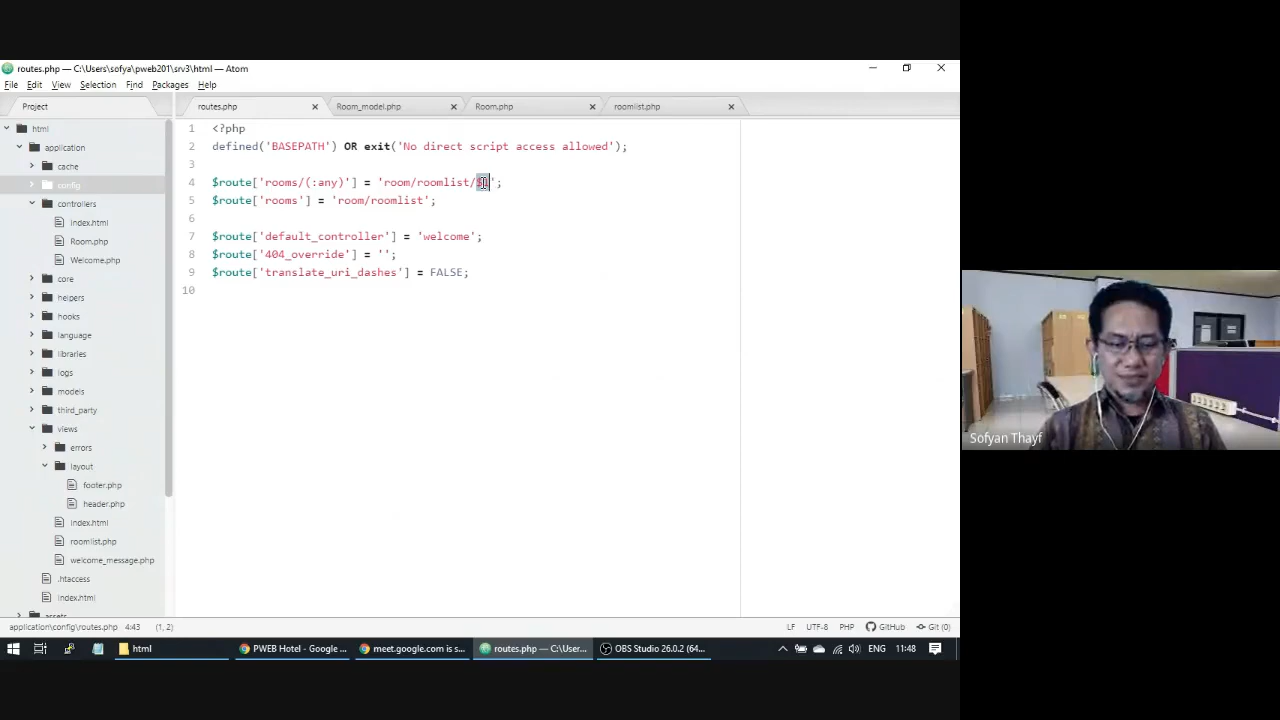 routes.php — C:\Users\sofya\pweb201\srv3\html — Atom
File Edit View Selection Find Packages Help
Project
routes.php
Room_model.php
Room.php
roomlist.php
html
application
cache
config
controllers
index.html
Room.php
Welcome.php
core
helpers
hooks
language
libraries
logs
models
third_party
views
errors
layout
footer.php
header.php
index.html
roomlist.php
welcome_message.php
.htaccess
index.html
assets
1 <?php
2 defined('BASEPATH') OR exit('No direct script access allowed');
3
4 $route['rooms/(:any)'] = 'room/roomlist/$1';
5 $route['rooms'] = 'room/roomlist';
6
7 $route['default_controller'] = 'welcome';
8 $route['404_override'] = '';
9 $route['translate_uri_dashes'] = FALSE;
10
Sofyan Thayf
application\config\routes.php 4:43 (1, 2)
LF UTF-8 PHP GitHub Git (0)
html
PWEB Hotel - Google ...
meet.google.com is s...
routes.php — C:\User...
OBS Studio 26.0.2 (64...
ENG 11:48